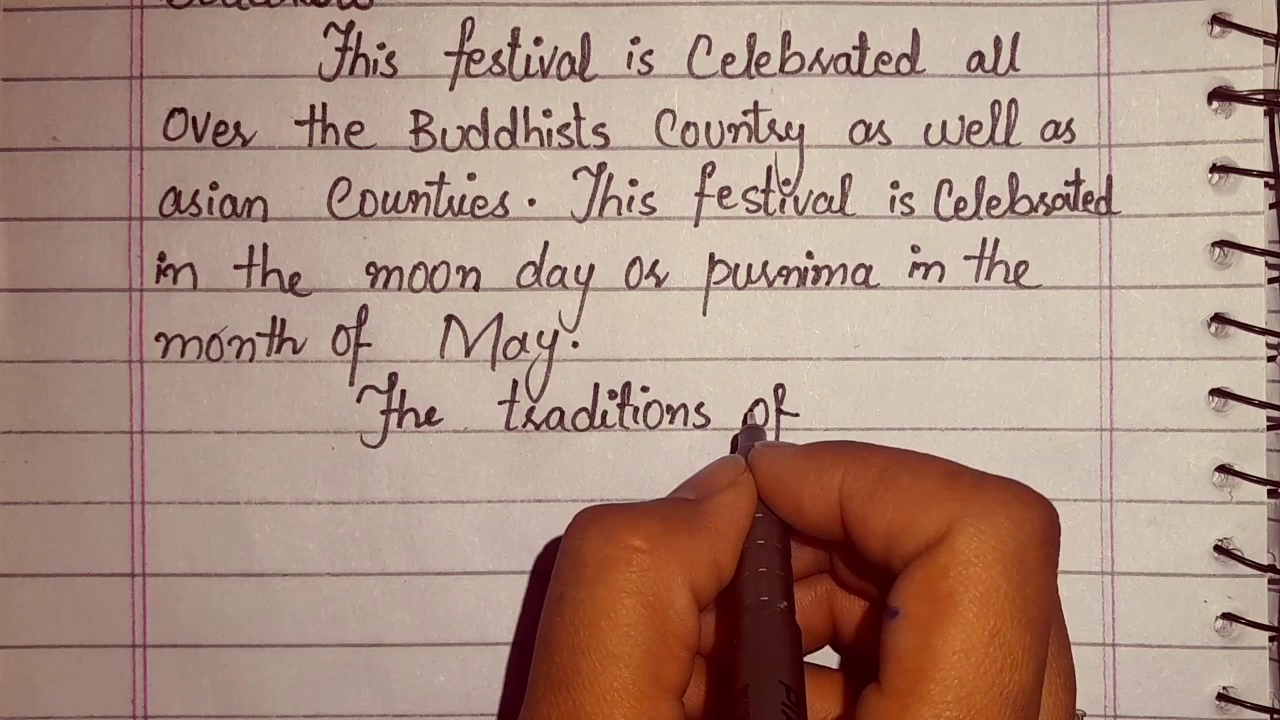 This festival is Celebrated all
Over the Buddhists Country as well as
asian Countries. This festival is Celebrated
in the moon day or purnima in the
month of May.
The traditions of